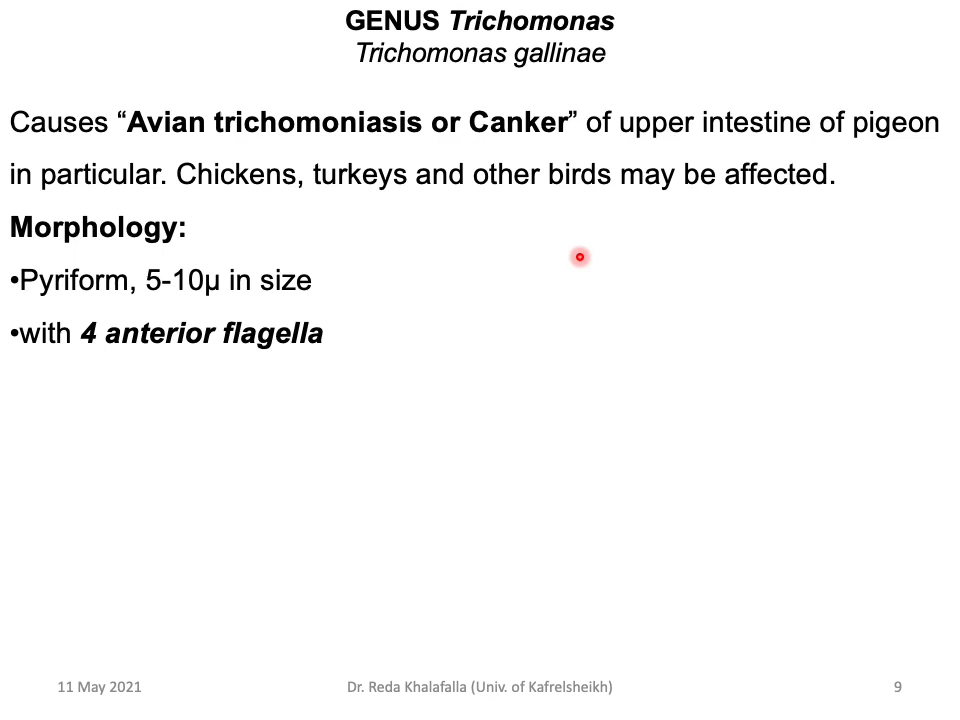 GENUS Trichomonas
Trichomonas gallinae
Causes “Avian trichomoniasis or Canker” of upper intestine of pigeon
in particular. Chickens, turkeys and other birds may be affected.
Morphology:
•Pyriform, 5-10µ in size
•with 4 anterior flagella
11 May 2021
Dr. Reda Khalafalla (Univ. of Kafrelsheikh)
9